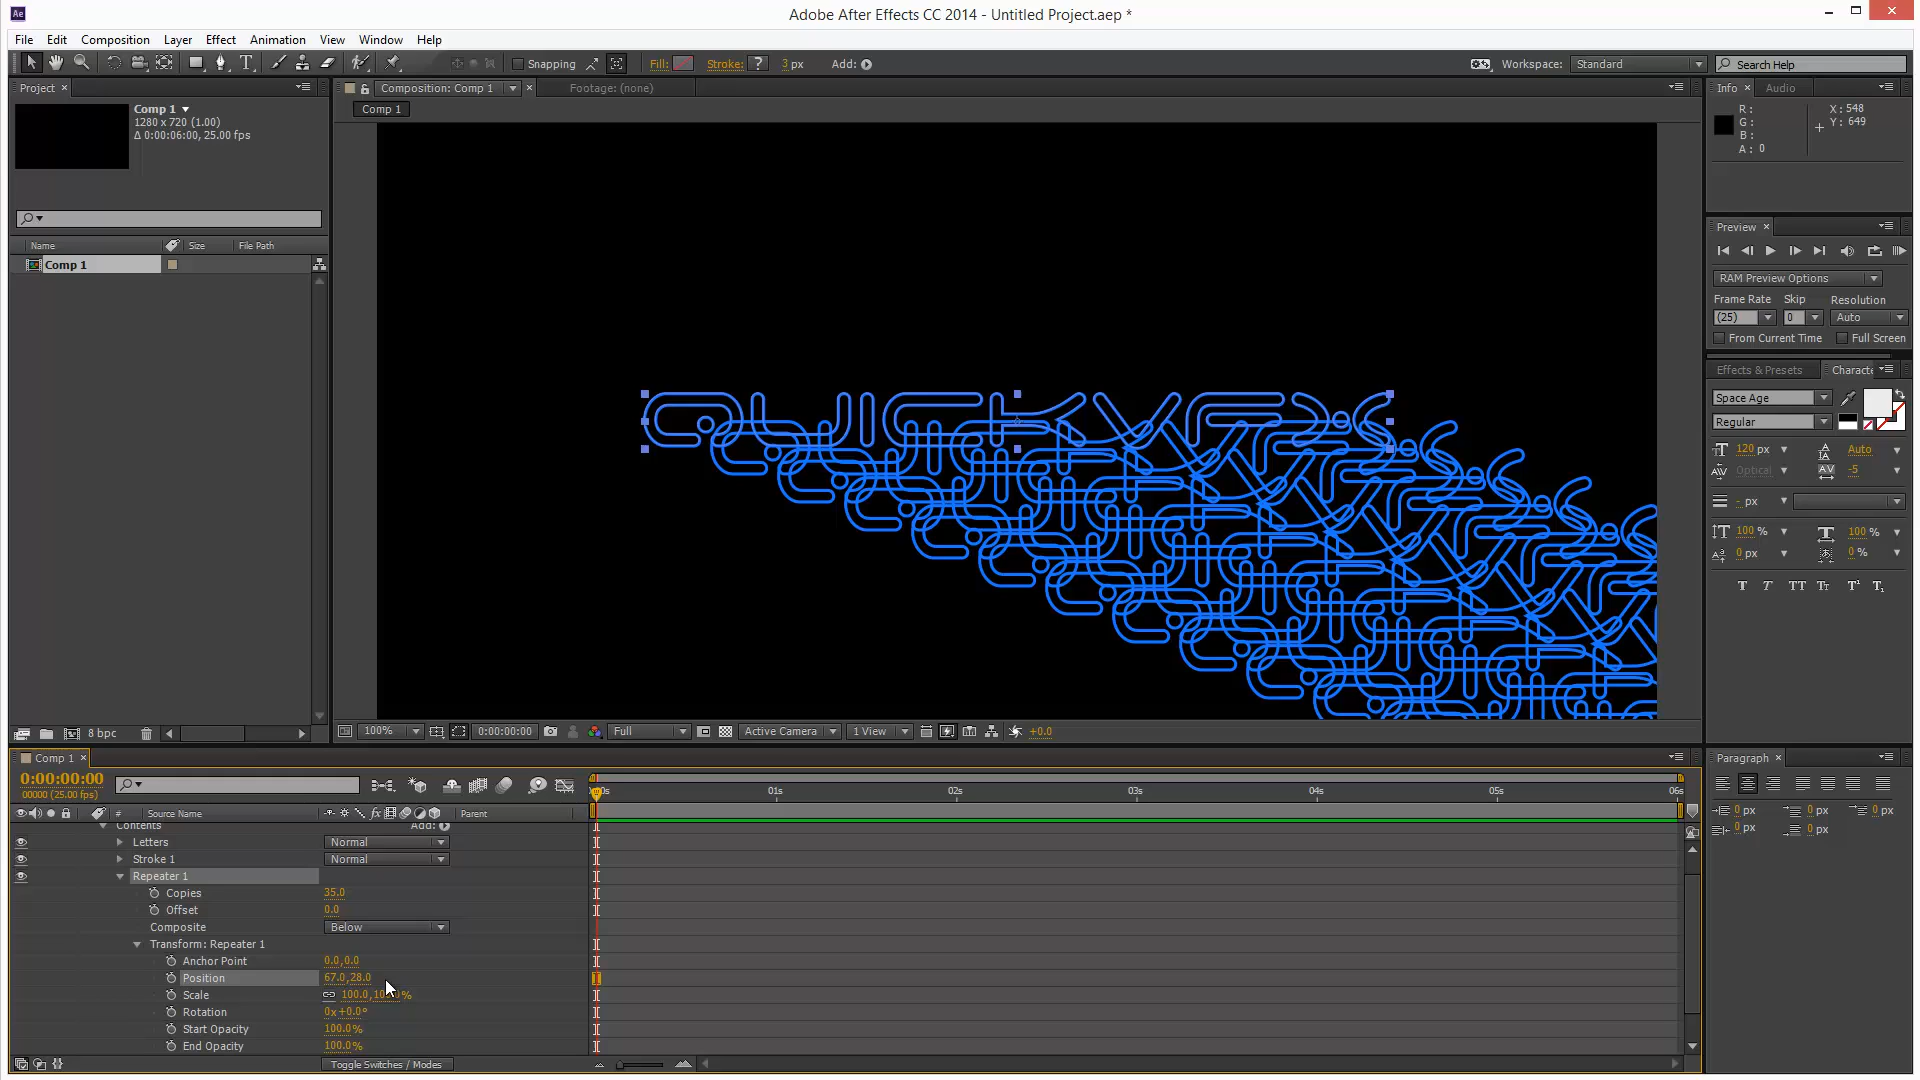 Ae
Adobe After Effects CC 2014 - Untitled Project.aep *
File Edit Composition Layer Effect Animation View Window Help
Snapping
Fill:
Stroke: ? 3 px
Add:
Workspace: Standard
Search Help
Project
Comp 1
1280 x 720 (1.00)
Δ 0:00:06:00, 25.00 fps
Name Size File Path
Comp 1
8 bpc
Composition: Comp 1
Footage: (none)
Comp 1
100%
0:00:00:00
Full
Active Camera
1 View
+0.0
Info Audio
R: X: 548
G: Y: 649
B:
A: 0
Preview
RAM Preview Options
Frame Rate Skip Resolution
(25) 0 Auto
From Current Time Full Screen
Effects & Presets Characte
Space Age
Regular
120 px Auto
Optical -5
- px
100 % 100 %
0 px 0 %
Paragraph
0 px 0 px 0 px
0 px 0 px
Comp 1
0:00:00:00
00000 (25.00 fps)
# Source Name Parent
0s 01s 02s 03s 04s 05s 06s
Contents Add:
Letters Normal
Stroke 1 Normal
Repeater 1
Copies 35.0
Offset 0.0
Composite Below
Transform: Repeater 1
Anchor Point 0.0,0.0
Position 67.0,28.0
Scale 100.0, %
Rotation 0x+0.0°
Start Opacity 100.0%
End Opacity 100.0%
Toggle Switches / Modes